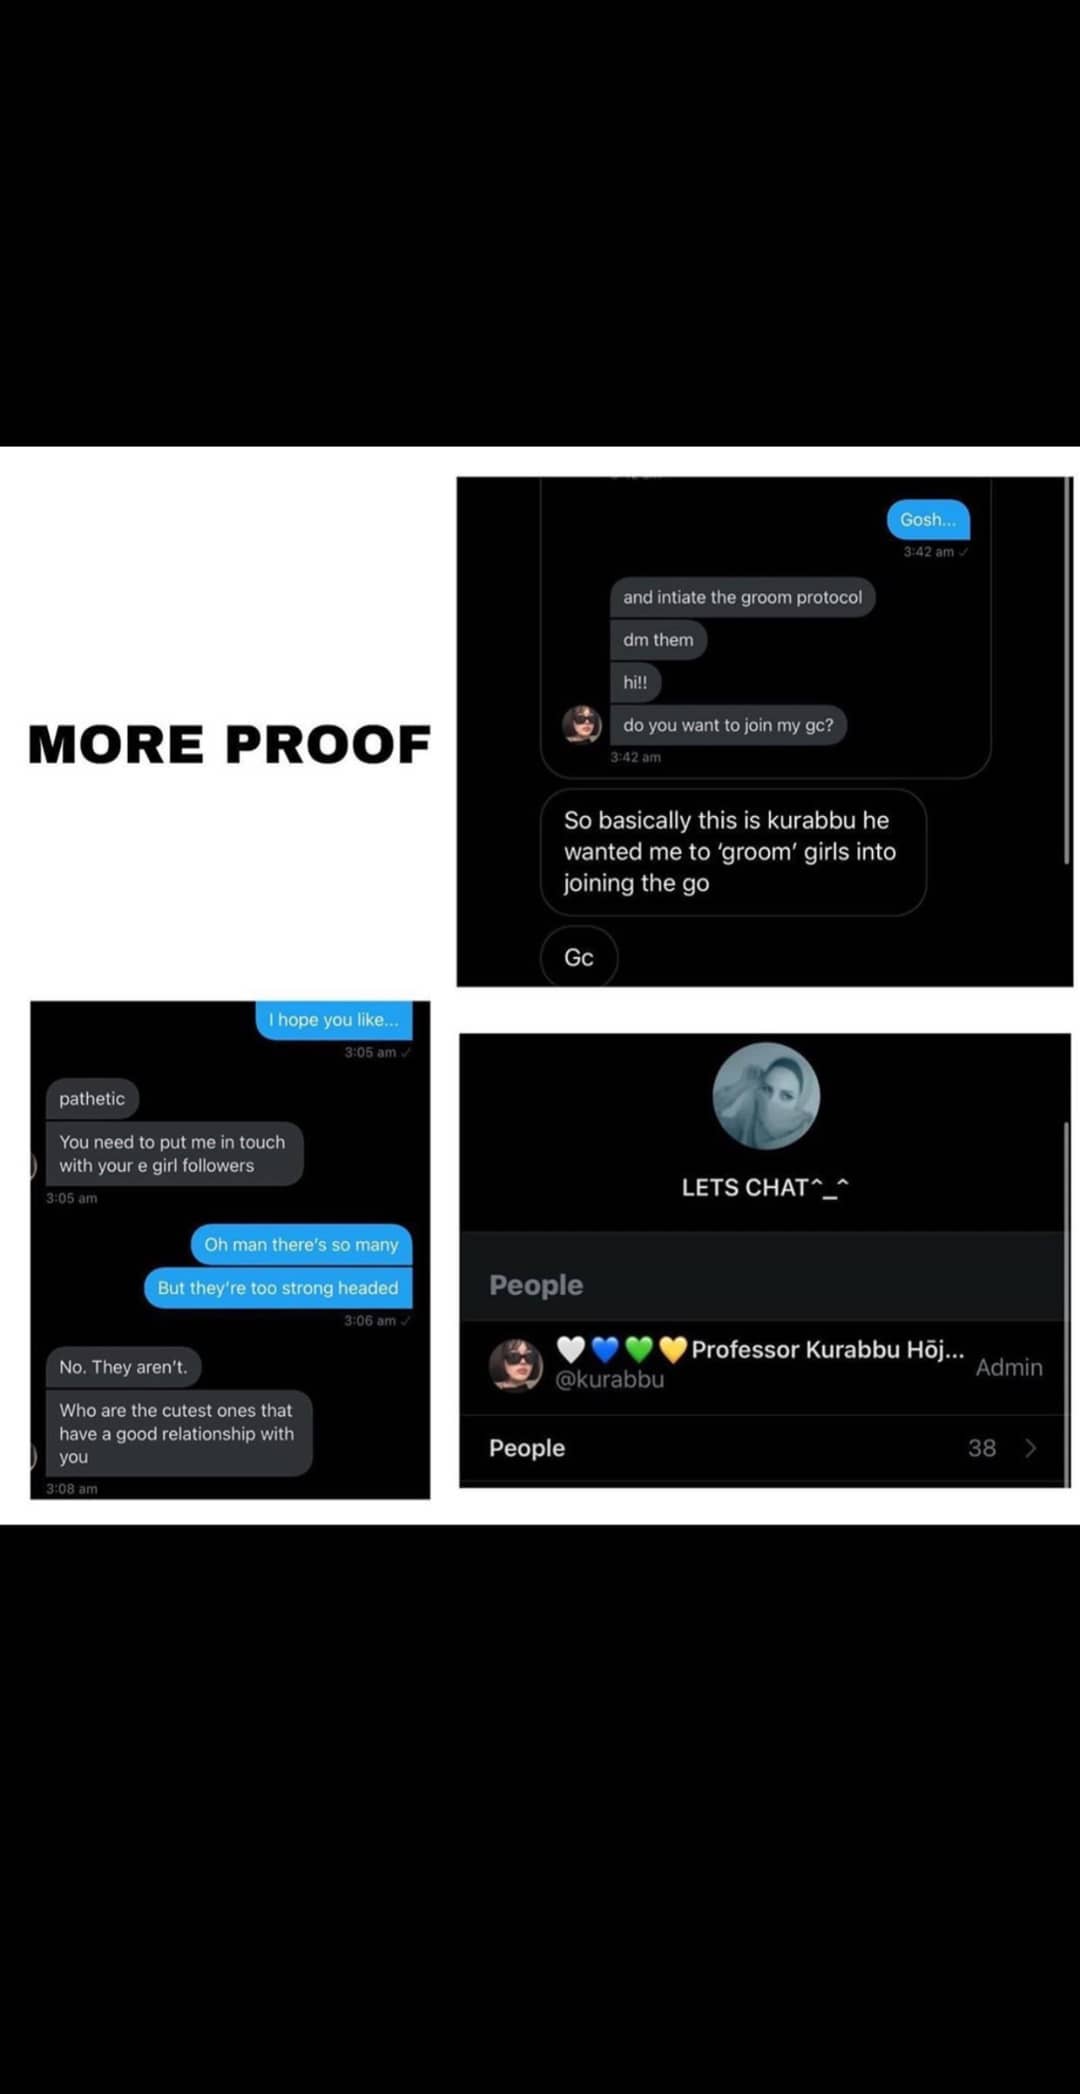 MORE PROOF
Gosh...
3:42 am ✓
and intiate the groom protocol
dm them
hi!!
do you want to join my gc?
3:42 am
So basically this is kurabbu he
wanted me to ‘groom’ girls into
joining the go
Gc
I hope you like...
3:05 am ✓
pathetic
You need to put me in touch
with your e girl followers
3:05 am
Oh man there's so many
But they're too strong headed
3:06 am ✓
No. They aren't.
Who are the cutest ones that
have a good relationship with
you
3:08 am
LETS CHAT^_^
People
🤍💙💚💛Professor Kurabbu Hōj...
@kurabbu
Admin
People 38 >